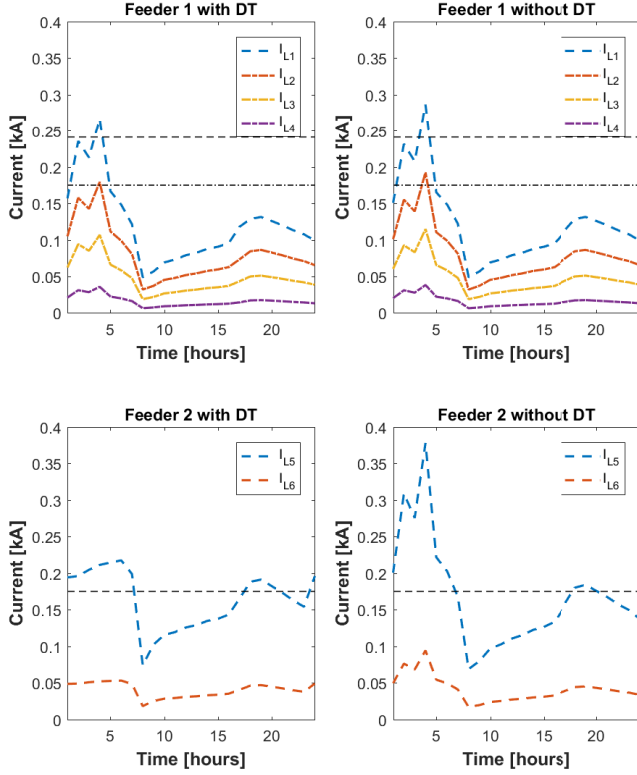 Feeder 1 with DT
Current [kA]
0.4
0.35
0.3
0.25
0.2
0.15
0.1
0.05
0
5
10
15
20
Time [hours]
I_L1
I_L2
I_L3
I_L4
Feeder 1 without DT
Current [kA]
0.4
0.35
0.3
0.25
0.2
0.15
0.1
0.05
0
5
10
15
20
Time [hours]
I_L1
I_L2
I_L3
I_L4
Feeder 2 with DT
Current [kA]
0.4
0.35
0.3
0.25
0.2
0.15
0.1
0.05
0
5
10
15
20
Time [hours]
I_L5
I_L6
Feeder 2 without DT
Current [kA]
0.4
0.35
0.3
0.25
0.2
0.15
0.1
0.05
0
5
10
15
20
Time [hours]
I_L5
I_L6